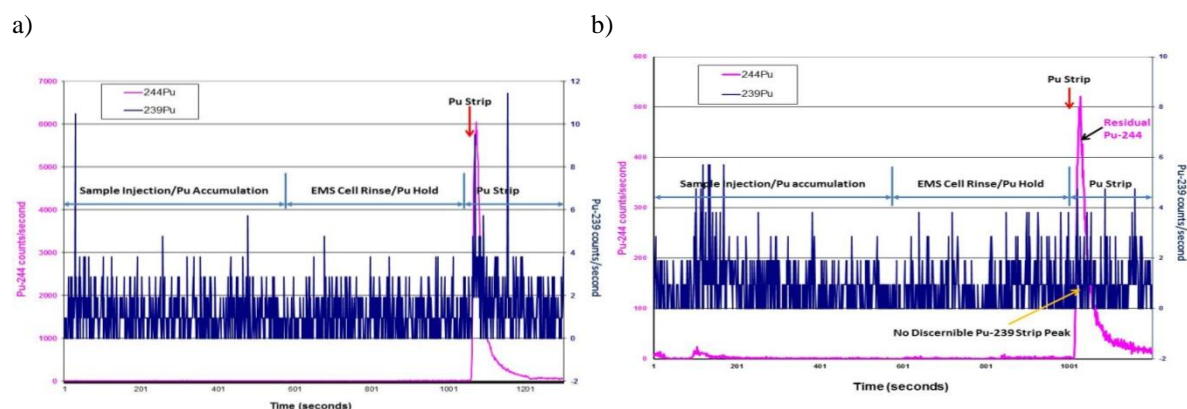 a)
244Pu
239Pu
Pu Strip
Sample Injection/Pu Accumulation
EMS Cell Rinse/Pu Hold
Pu Strip
Pu-244 counts/second
7000
6000
5000
4000
3000
2000
1000
0
Pu-239 counts/second
12
10
8
6
4
2
0
-2
1
201
401
601
801
1001
1201
Time (seconds)
b)
244Pu
239Pu
Pu Strip
Residual
Pu-244
Sample Injection/Pu accumulation
EMS Cell Rinse/Pu Hold
Pu Strip
No Discernible Pu-239 Strip Peak
Pu-244 counts/second
600
500
400
300
200
100
0
Pu-239 counts/second
10
8
6
4
2
0
-2
1
201
401
601
801
1001
Time (seconds)